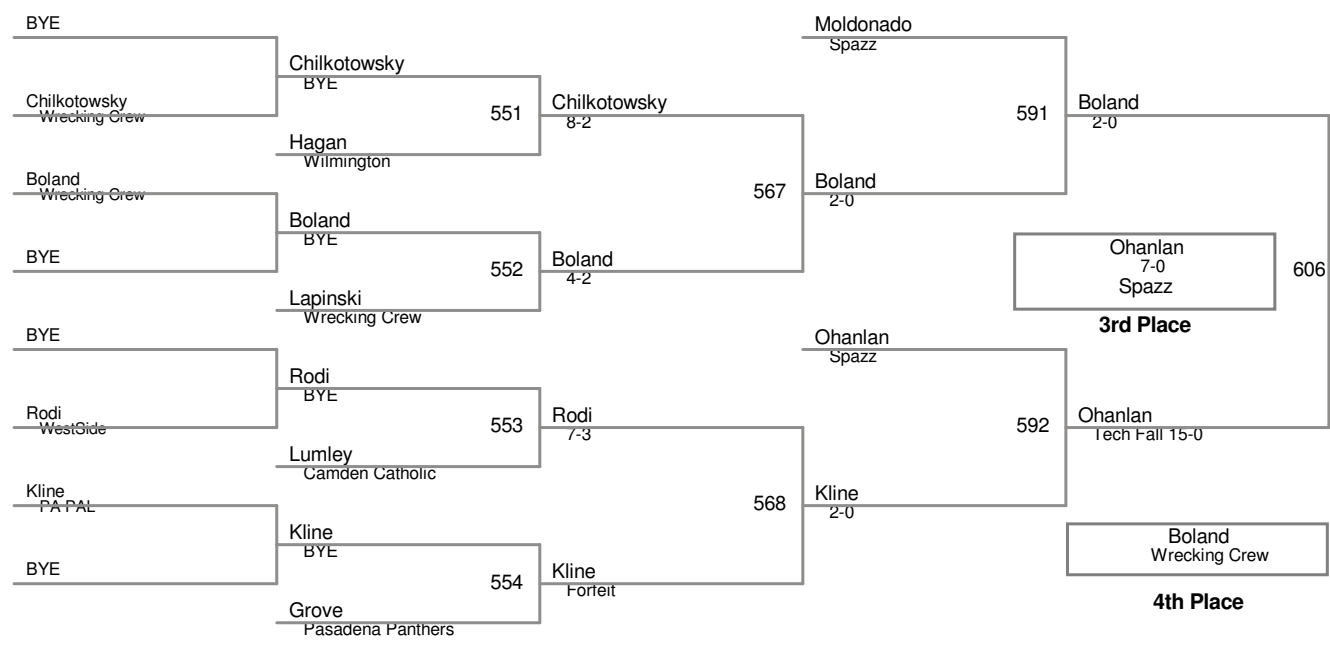 BYE
Chilkotowsky
Wrecking Crew
Boland
Wrecking Crew
BYE
BYE
Rodi
WestSide
Kline
PA PAL
BYE
Chilkotowsky
BYE
551
Hagan
Wilmington
Boland
BYE
552
Lapinski
Wrecking Crew
Rodi
BYE
553
Lumley
Camden Catholic
Kline
BYE
554
Grove
Pasadena Panthers
Chilkotowsky
8-2
567
Boland
4-2
Rodi
7-3
568
Kline
Forfeit
Moldonado
Spazz
591
Boland
2-0
Ohanlan
Spazz
592
Kline
2-0
Boland
2-0
606
Ohanlan
Tech Fall 15-0
Ohanlan
7-0
Spazz
3rd Place
Boland
Wrecking Crew
4th Place